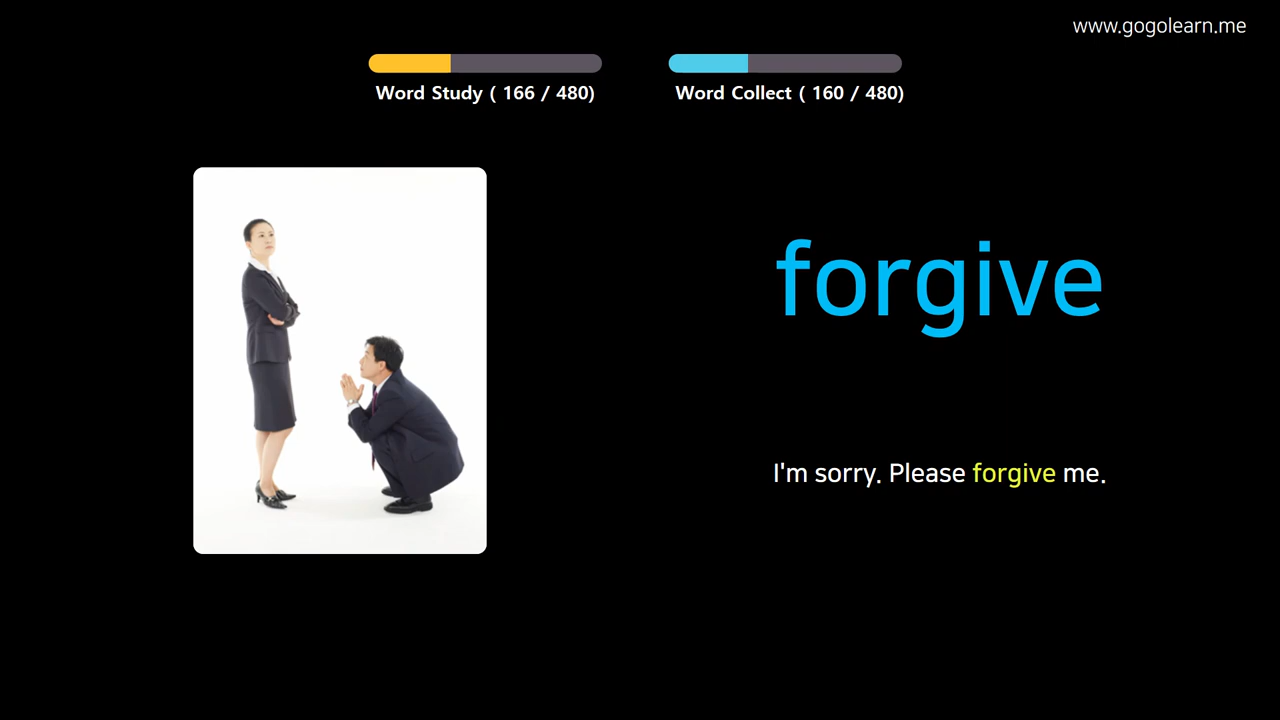 www.gogolearn.me
Word Study ( 166 / 480)
Word Collect ( 160 / 480)
forgive
I'm sorry. Please forgive me.